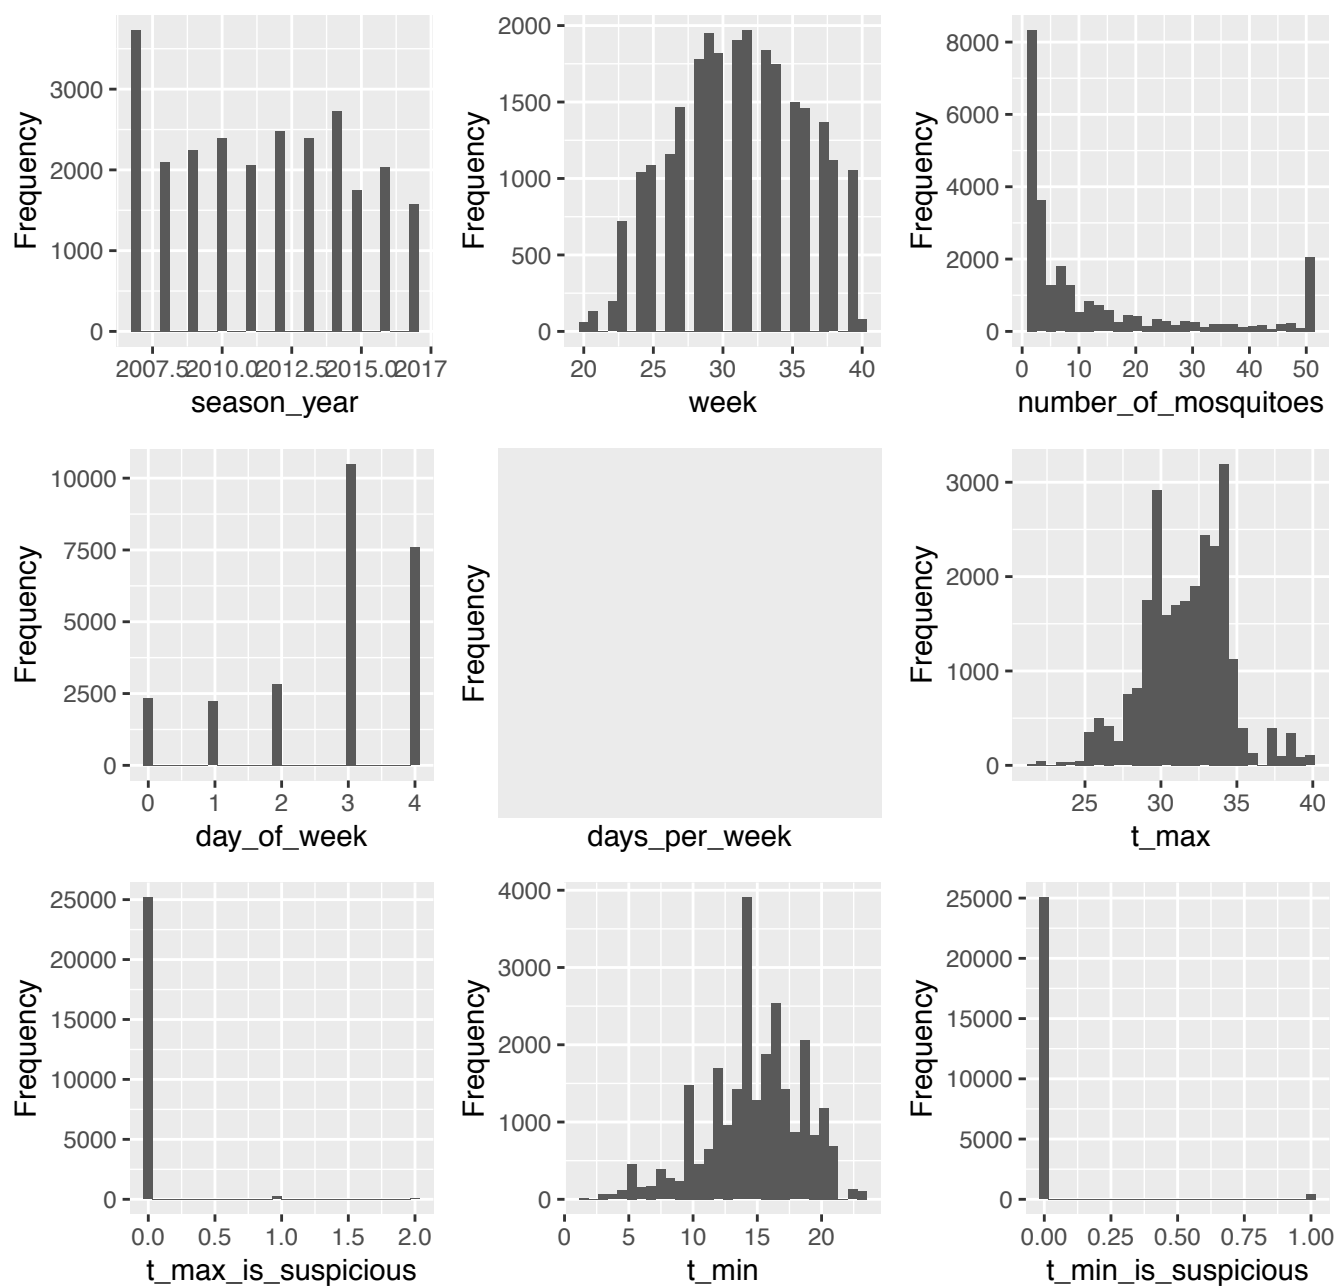 Frequency
3000
2000
1000
0
2007.5 2010.0 2012.5 2015.0 2017
season_year
Frequency
2000
1500
1000
500
0
20 25 30 35 40
week
Frequency
8000
6000
4000
2000
0
0 10 20 30 40 50
number_of_mosquitoes
Frequency
10000
7500
5000
2500
0
0 1 2 3 4
day_of_week
Frequency
days_per_week
Frequency
3000
2000
1000
0
25 30 35 40
t_max
Frequency
25000
20000
15000
10000
5000
0
0.0 0.5 1.0 1.5 2.0
t_max_is_suspicious
Frequency
4000
3000
2000
1000
0
0 5 10 15 20
t_min
Frequency
25000
20000
15000
10000
5000
0
0.00 0.25 0.50 0.75 1.00
t_min_is_suspicious